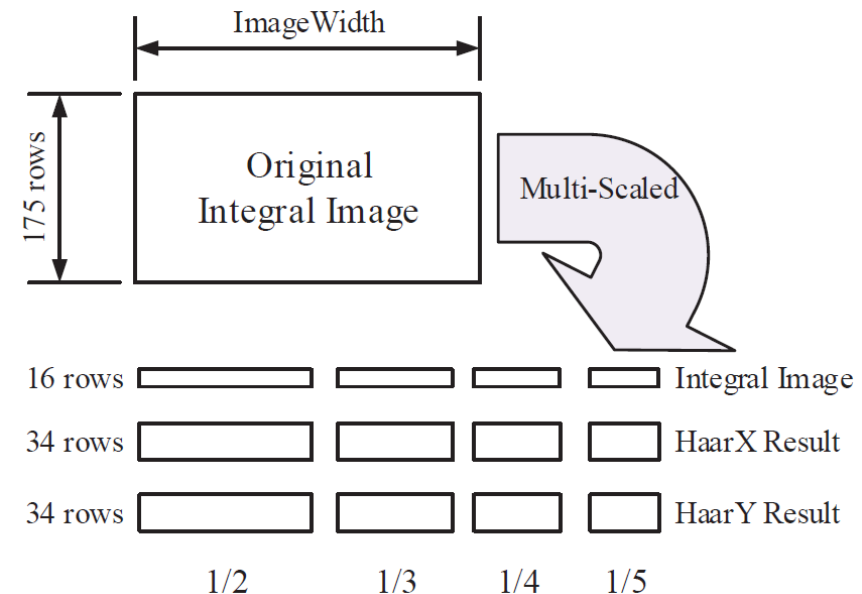 ImageWidth
175 rows
Original
Integral Image
Multi-Scaled
16 rows
Integral Image
34 rows
HaarX Result
34 rows
HaarY Result
1/2
1/3
1/4
1/5